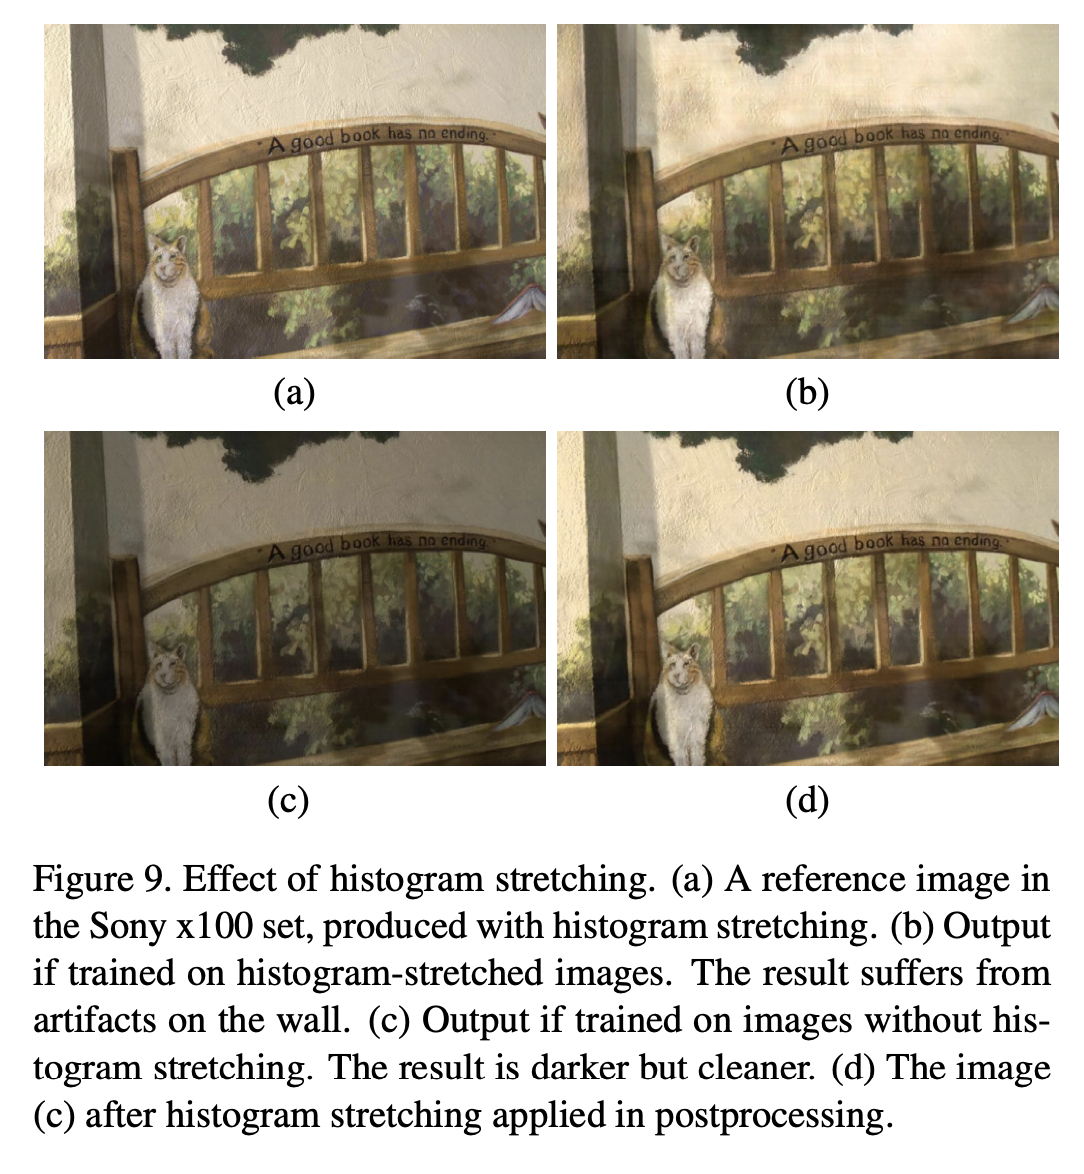 A good book has no ending.
A good book has no ending.
(a)
(b)
A good book has no ending.
A good book has no ending.
(c)
(d)
Figure 9. Effect of histogram stretching. (a) A reference image in
the Sony x100 set, produced with histogram stretching. (b) Output
if trained on histogram-stretched images. The result suffers from
artifacts on the wall. (c) Output if trained on images without his-
togram stretching. The result is darker but cleaner. (d) The image
(c) after histogram stretching applied in postprocessing.